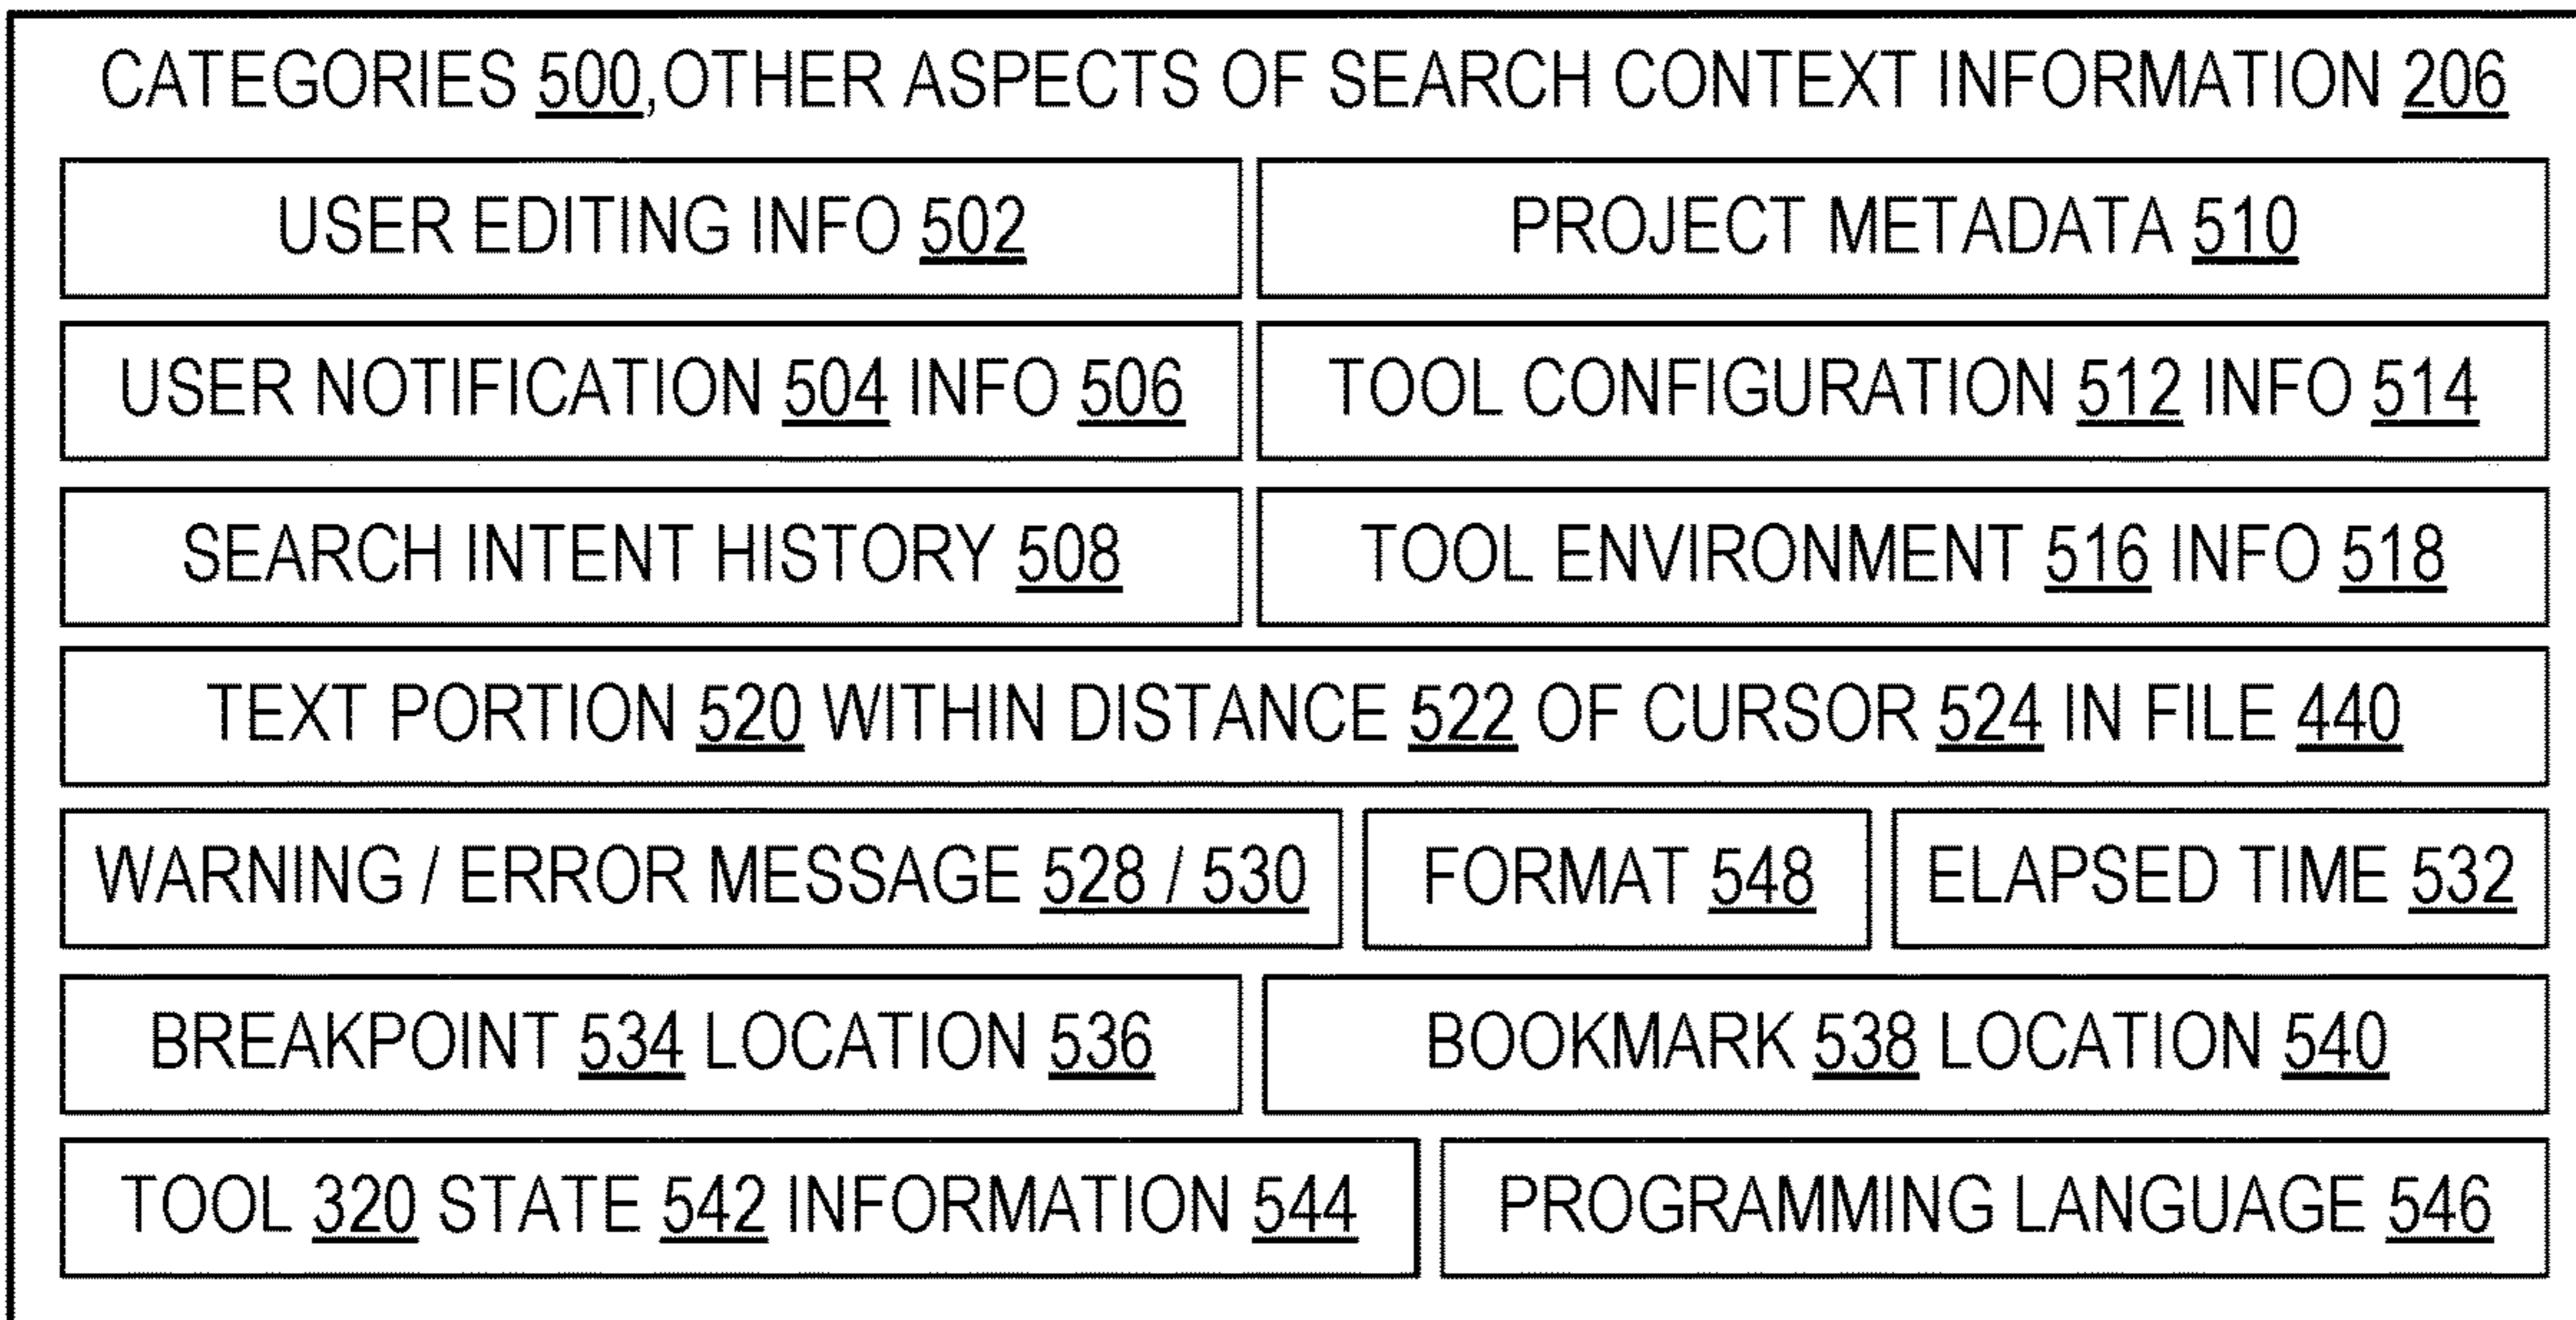 CATEGORIES 500, OTHER ASPECTS OF SEARCH CONTEXT INFORMATION 206
USER EDITING INFO 502
PROJECT METADATA 510
USER NOTIFICATION 504 INFO 506
TOOL CONFIGURATION 512 INFO 514
SEARCH INTENT HISTORY 508
TOOL ENVIRONMENT 516 INFO 518
TEXT PORTION 520 WITHIN DISTANCE 522 OF CURSOR 524 IN FILE 440
WARNING / ERROR MESSAGE 528 / 530
FORMAT 548
ELAPSED TIME 532
BREAKPOINT 534 LOCATION 536
BOOKMARK 538 LOCATION 540
TOOL 320 STATE 542 INFORMATION 544
PROGRAMMING LANGUAGE 546